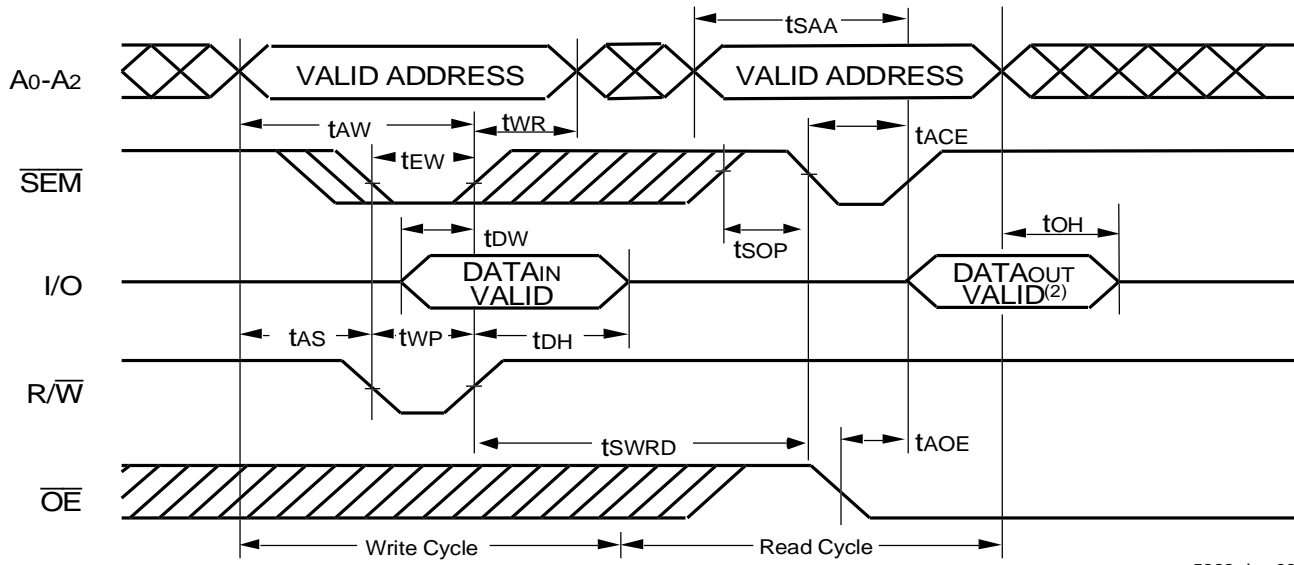 tSAA
A0-A2
VALID ADDRESS
VALID ADDRESS
tAW
tWR
tACE
tEW
SEM
tDW
tSOP
tOH
I/O
DATAIN
VALID
DATAOUT
VALID(2)
tAS
tWP
tDH
R/W
tSWRD
tAOE
OE
Write Cycle
Read Cycle